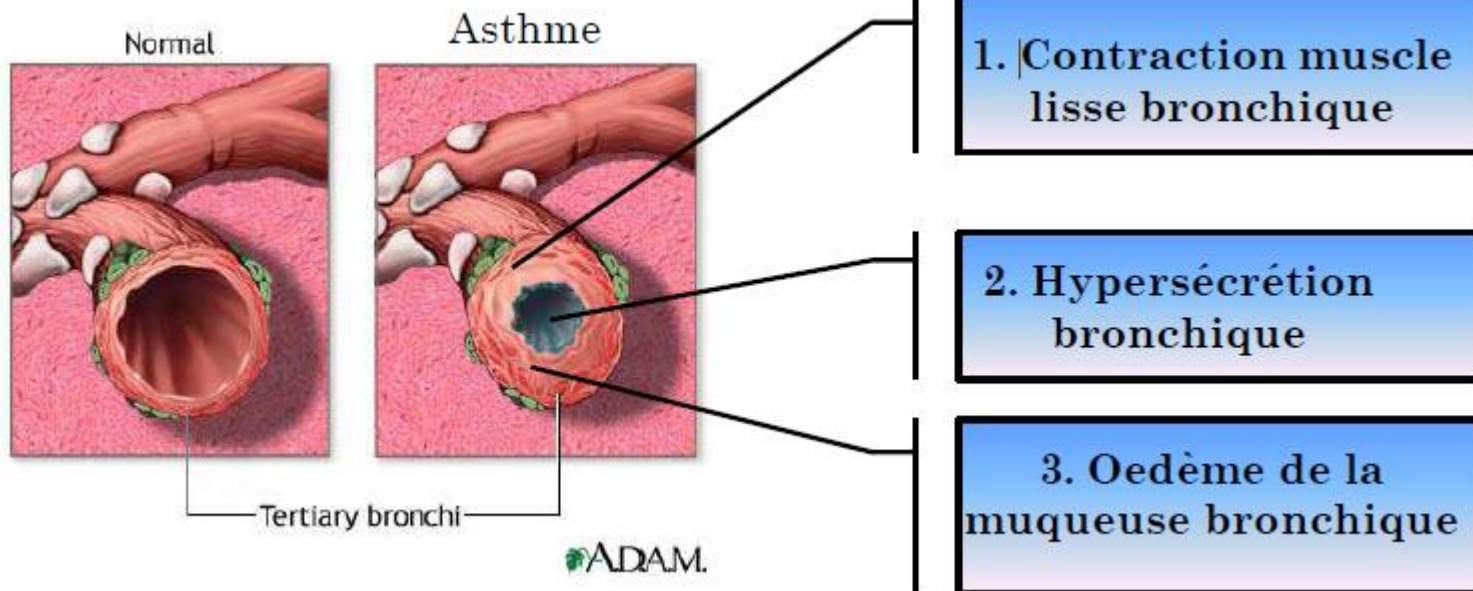 Normal
Asthme
1. Contraction muscle
lisse bronchique
2. Hypersécrétion
bronchique
3. Oedème de la
muqueuse bronchique
Tertiary bronchi
A.D.A.M.